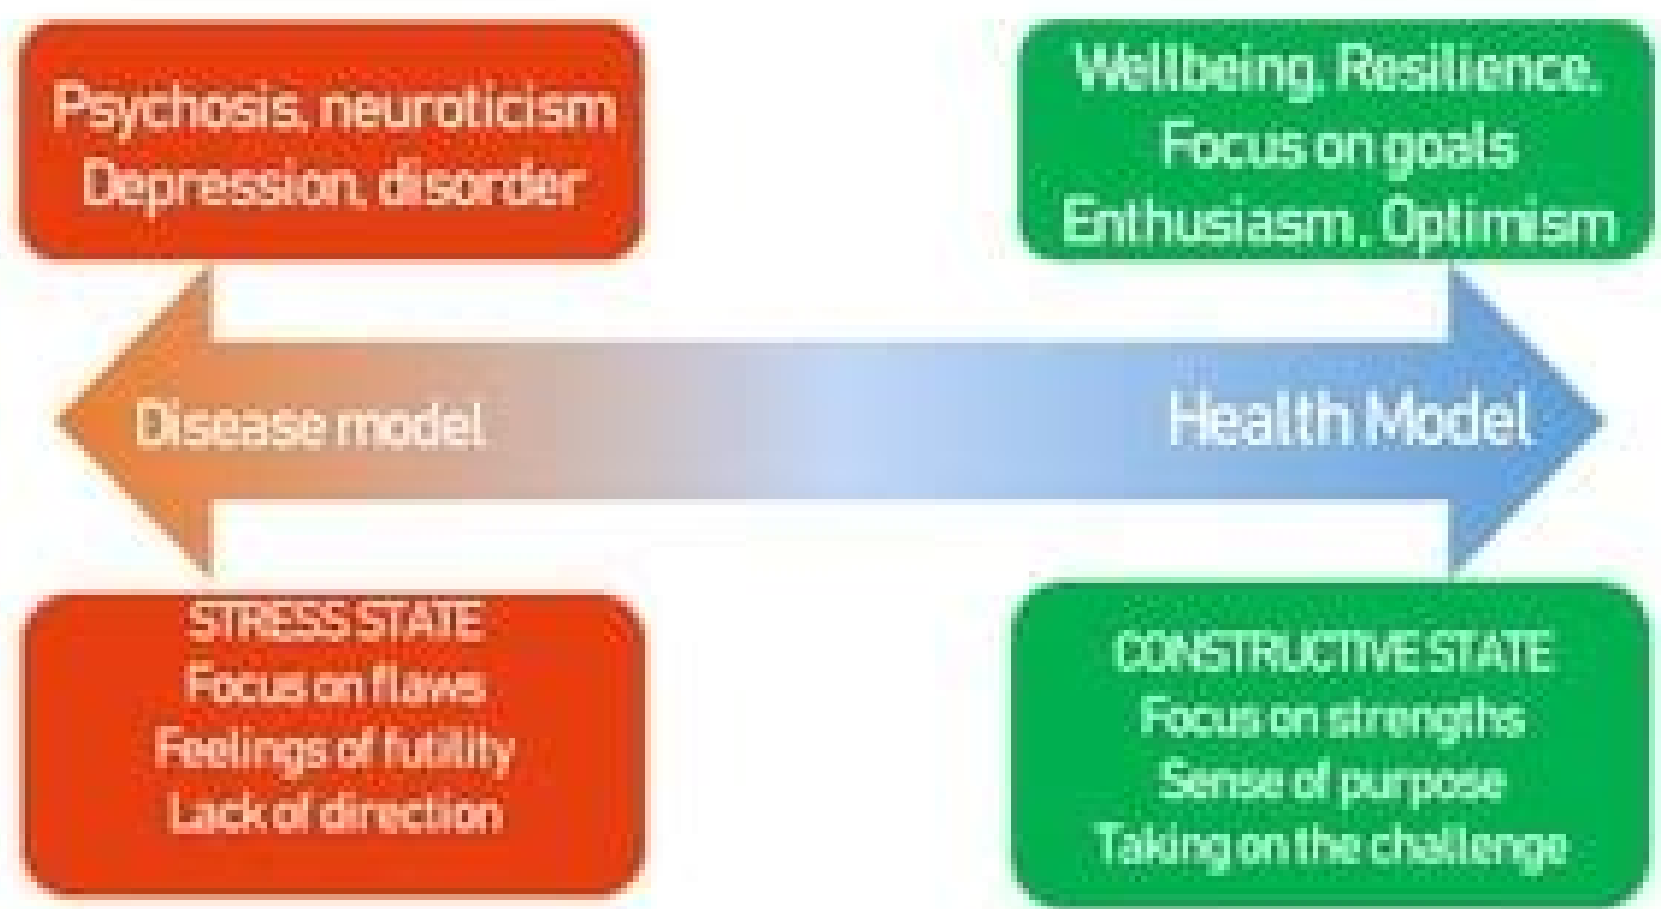 Psychosis, neuroticism
Depression, disorder
Wellbeing, Resilience,
Focus on goals
Enthusiasm, Optimism
Disease model
Health Model
STRESS STATE
Focus on flaws
Feelings of futility
Lack of direction
CONSTRUCTIVE STATE
Focus on strengths
Sense of purpose
Taking on the challenge